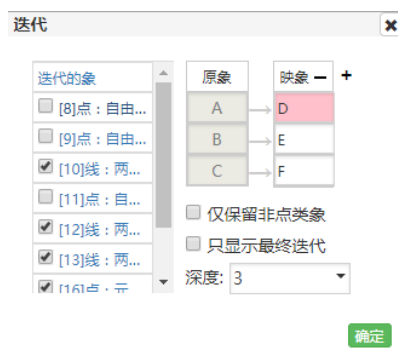 迭代
迭代的象
[8]点：自由...
[9]点：自由...
[10]线：两...
[11]点：自...
[12]线：两...
[13]线：两...
[16]点：元
原象 映象 − +
A → D
B → E
C → F
仅保留非点类象
只显示最终迭代
深度: 3
确定